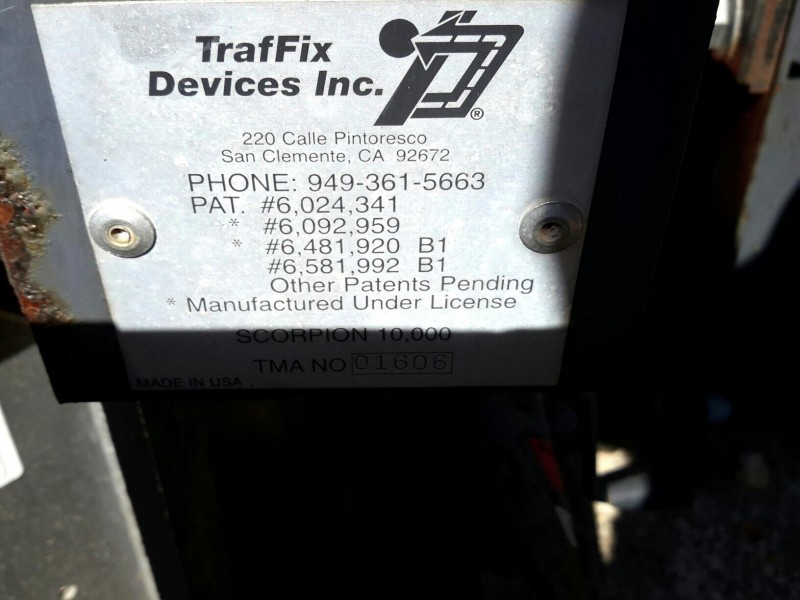 TrafFix
Devices Inc.
®
220 Calle Pintoresco
San Clemente, CA 92672
PHONE: 949-361-5663
PAT. #6,024,341
* #6,092,959
* #6,481,920 B1
#6,581,992 B1
Other Patents Pending
* Manufactured Under License
SCORPION 10,000
TMA NO 01606
MADE IN USA .